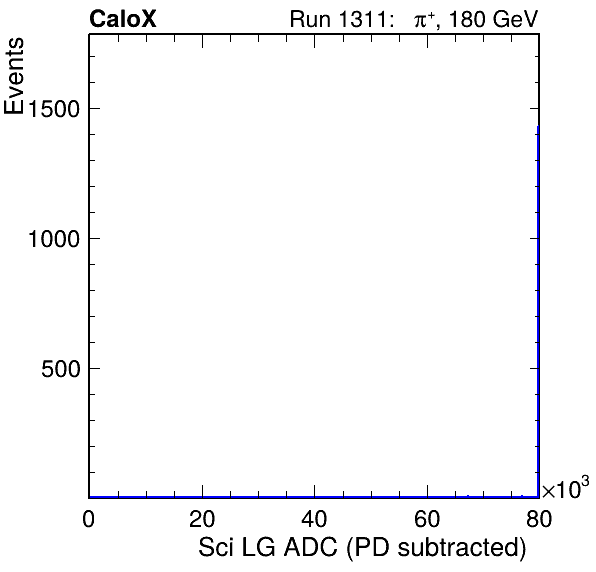 CaloX Run 1311: π⁺, 180 GeV
Events
1500
1000
500
0 20 40 60 80
×10³
Sci LG ADC (PD subtracted)